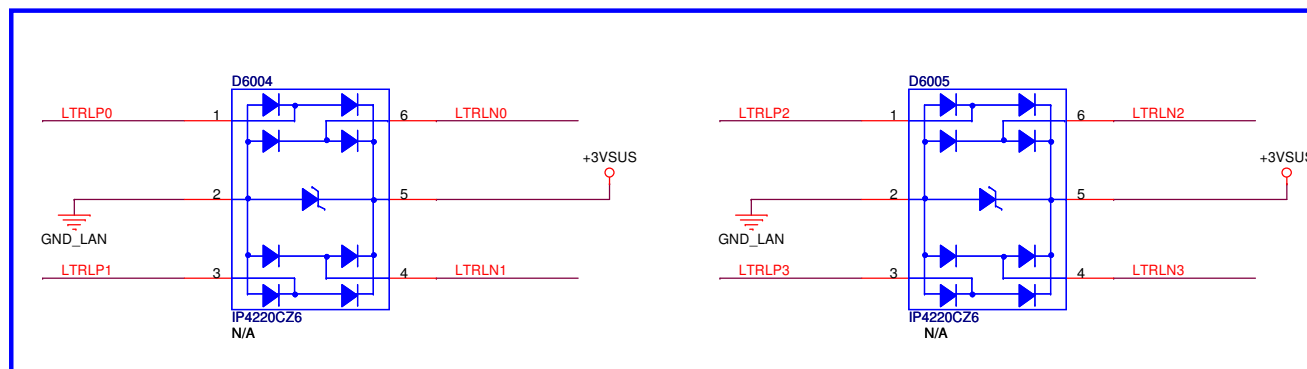 D6004
LTRLP0
1
6
LTRLN0
+3VSUS
2
5
GND_LAN
LTRLP1
3
4
LTRLN1
IP4220CZ6
N/A
D6005
LTRLP2
1
6
LTRLN2
+3VSUS
2
5
GND_LAN
LTRLP3
3
4
LTRLN3
IP4220CZ6
N/A